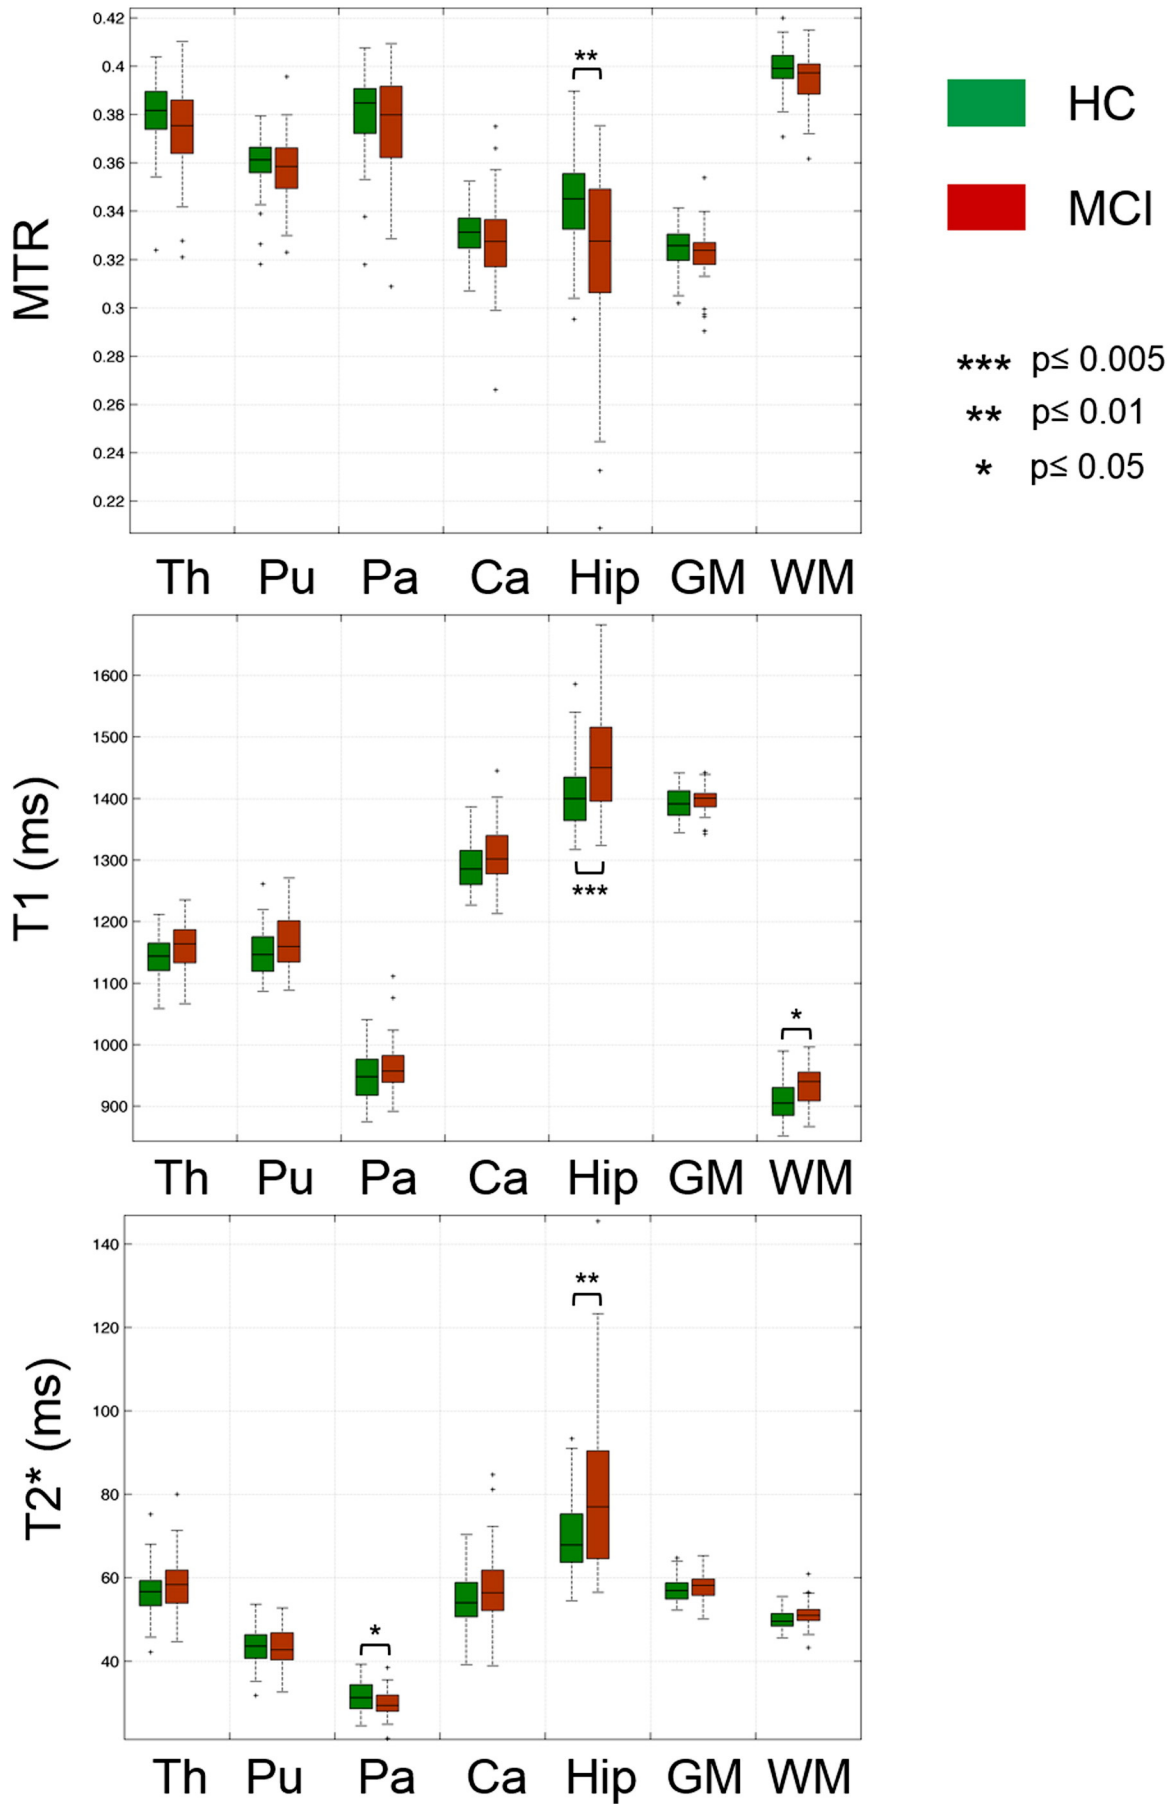 MTR
0.42
0.4
0.38
0.36
0.34
0.32
0.3
0.28
0.26
0.24
0.22
**
Th Pu Pa Ca Hip GM WM
HC
MCI
*** p≤ 0.005
** p≤ 0.01
* p≤ 0.05
T1 (ms)
1600
1500
1400
1300
1200
1100
1000
900
***
*
Th Pu Pa Ca Hip GM WM
T2* (ms)
140
120
100
80
60
40
**
*
Th Pu Pa Ca Hip GM WM